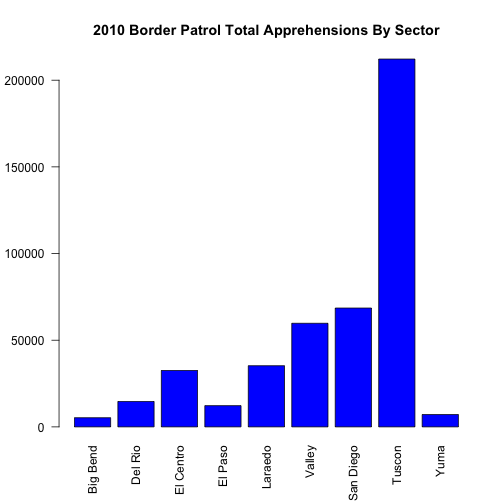 2010 Border Patrol Total Apprehensions By Sector
200000
150000
100000
50000
0
Big Bend
Del Rio
El Centro
El Paso
Laraedo
Valley
San Diego
Tuscon
Yuma